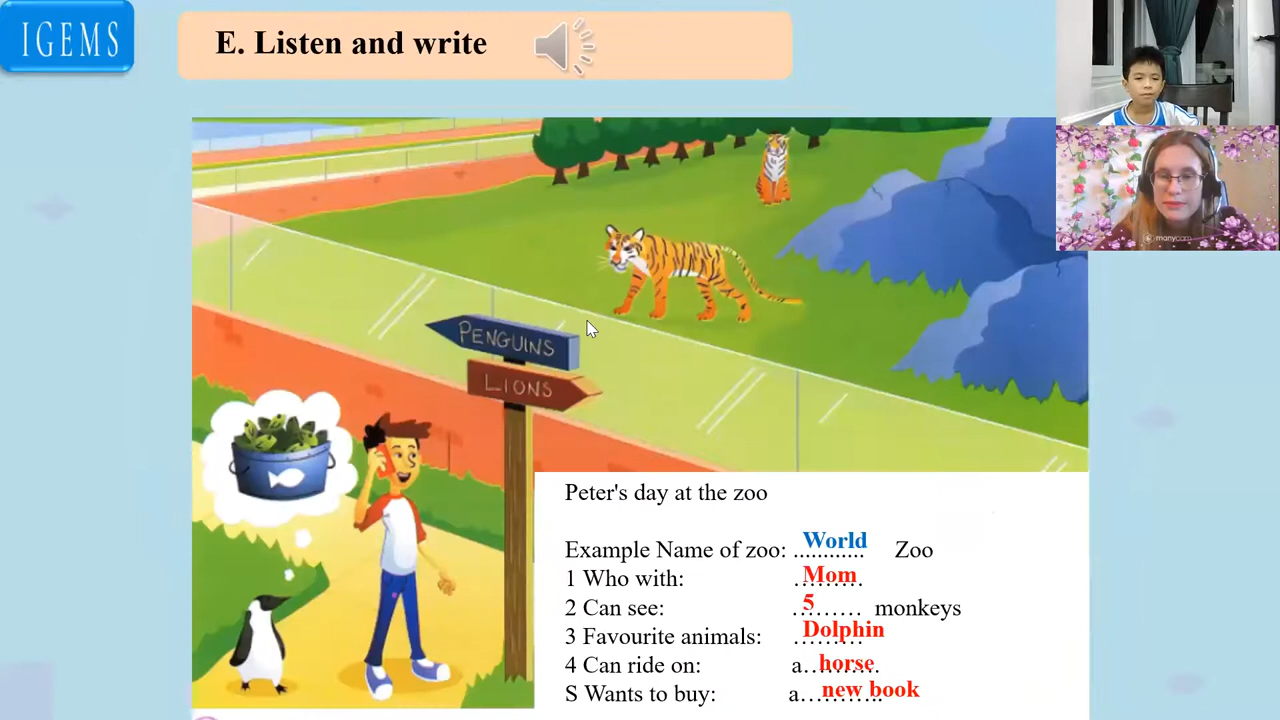 IGEMS
E. Listen and write
manycam
PENGUINS
LIONS
Peter's day at the zoo
Example Name of zoo: ............ World Zoo
1 Who with: ......... Mom
2 Can see: ......... 5 monkeys
3 Favourite animals: ......... Dolphin
4 Can ride on: a........... horse
S Wants to buy: a........... new book